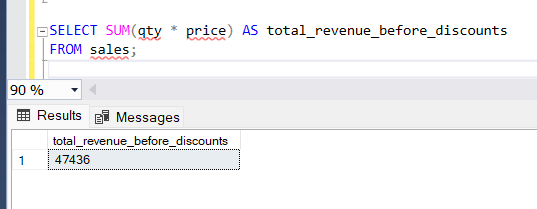 SELECT SUM(qty * price) AS total_revenue_before_discounts
FROM sales;
90 %
Results Messages
total_revenue_before_discounts
1 47436